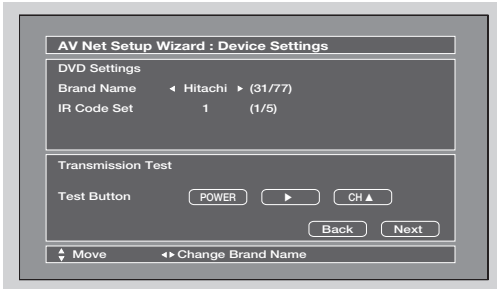 AV Net Setup Wizard : Device Settings
DVD Settings
Brand Name ◀ Hitachi ▶ (31/77)
IR Code Set 1 (1/5)
Transmission Test
Test Button POWER ▶ CH▲
Back Next
▲▼ Move ◀▶ Change Brand Name